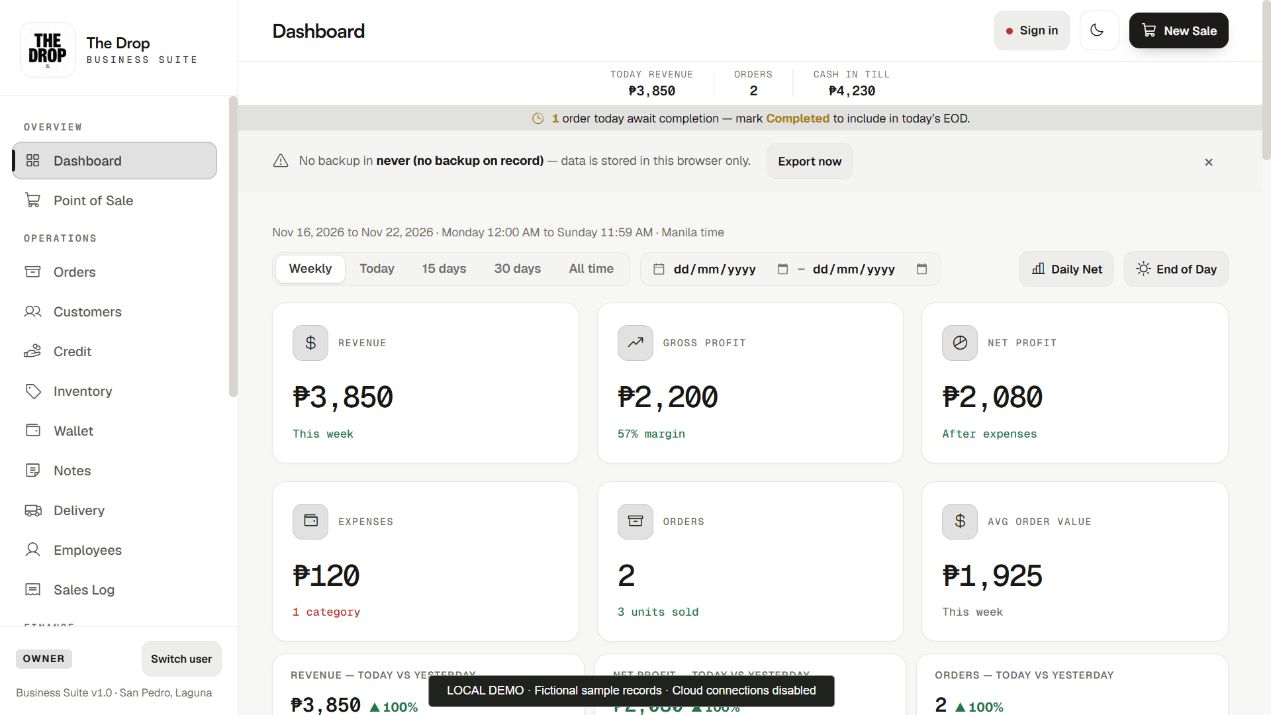 THE DROP
The Drop
BUSINESS SUITE
OVERVIEW
Dashboard
Point of Sale
OPERATIONS
Orders
Customers
Credit
Inventory
Wallet
Notes
Delivery
Employees
Sales Log
OWNER
Switch user
Business Suite v1.0 · San Pedro, Laguna
Dashboard
Sign in
New Sale
TODAY REVENUE ORDERS CASH IN TILL
₱3,850 2 ₱4,230
1 order today await completion — mark Completed to include in today's EOD.
No backup in never (no backup on record) — data is stored in this browser only. Export now ×
Nov 16, 2026 to Nov 22, 2026 · Monday 12:00 AM to Sunday 11:59 AM · Manila time
Weekly Today 15 days 30 days All time dd/mm/yyyy – dd/mm/yyyy Daily Net End of Day
$ REVENUE
₱3,850
This week
GROSS PROFIT
₱2,200
57% margin
NET PROFIT
₱2,080
After expenses
EXPENSES
₱120
1 category
ORDERS
2
3 units sold
$ AVG ORDER VALUE
₱1,925
This week
REVENUE — TODAY VS YESTERDAY
₱3,850 ▲100%
NET PROFIT — TODAY VS YESTERDAY
₱2,080 ▲100%
ORDERS — TODAY VS YESTERDAY
2 ▲100%
LOCAL DEMO · Fictional sample records · Cloud connections disabled